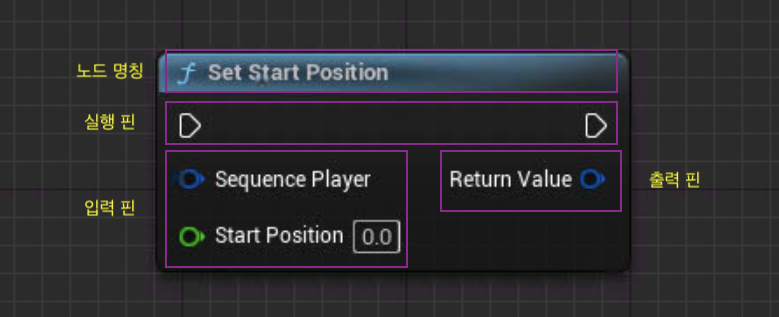 노드 명칭
f Set Start Position
실행 핀
Sequence Player
Return Value
출력 핀
입력 핀
Start Position 0.0